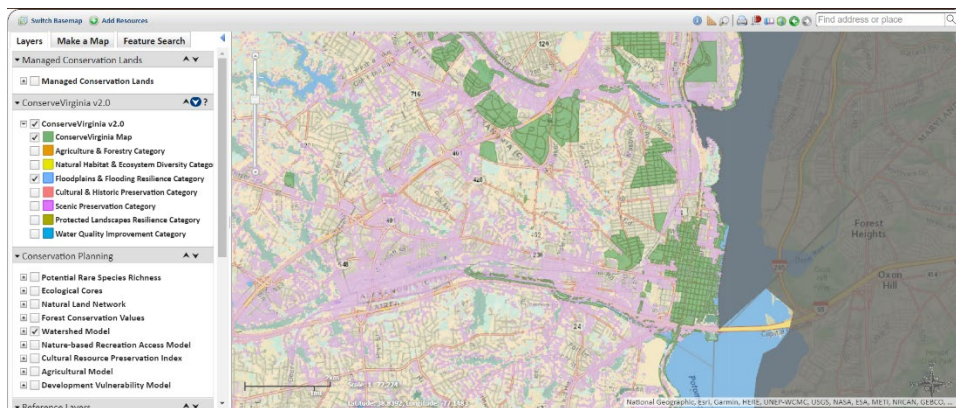 Switch Basemap Add Resources
Find address or place
Layers Make a Map Feature Search
Managed Conservation Lands
Managed Conservation Lands
ConserveVirginia v2.0 ?
ConserveVirginia v2.0
ConserveVirginia Map
Agriculture & Forestry Category
Natural Habitat & Ecosystem Diversity Catego
Floodplains & Flooding Resilience Category
Cultural & Historic Preservation Category
Scenic Preservation Category
Protected Landscapes Resilience Category
Water Quality Improvement Category
Conservation Planning
Potential Rare Species Richness
Ecological Cores
Natural Land Network
Forest Conservation Values
Watershed Model
Nature-based Recreation Access Model
Cultural Resource Preservation Index
Agricultural Model
Development Vulnerability Model
Reference Layers
129
716
420
236
24
Forest
Heights
Oxon
Hill
National Geographic, Esri, Garmin, HERE, UNEP-WCMC, USGS, NASA, ESA, METI, NRCAN, GEBCO, ...